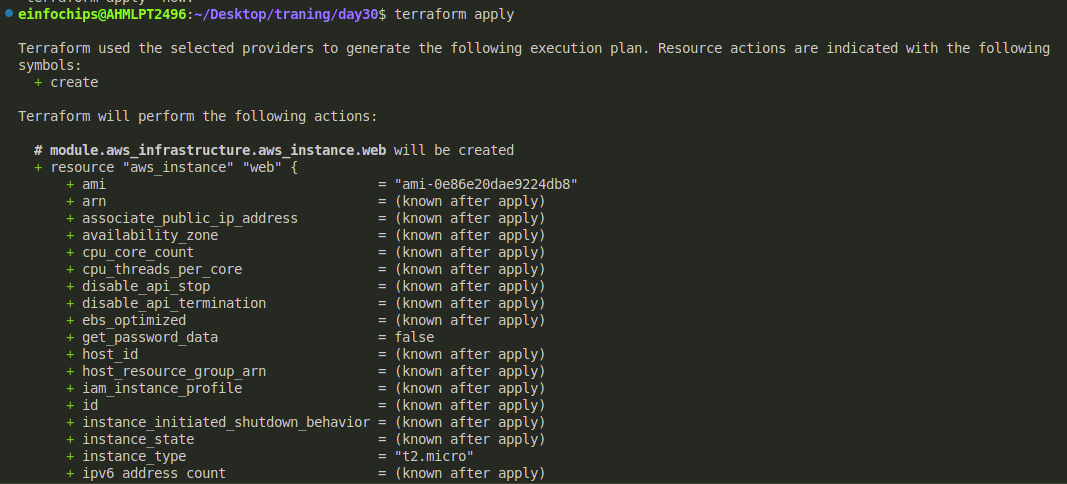 einfochips@AHMLPT2496:~/Desktop/traning/day30$ terraform apply
Terraform used the selected providers to generate the following execution plan. Resource actions are indicated with the following
symbols:
+ create
Terraform will perform the following actions:
# module.aws_infrastructure.aws_instance.web will be created
+ resource "aws_instance" "web" {
+ ami = "ami-0e86e20dae9224db8"
+ arn = (known after apply)
+ associate_public_ip_address = (known after apply)
+ availability_zone = (known after apply)
+ cpu_core_count = (known after apply)
+ cpu_threads_per_core = (known after apply)
+ disable_api_stop = (known after apply)
+ disable_api_termination = (known after apply)
+ ebs_optimized = (known after apply)
+ get_password_data = false
+ host_id = (known after apply)
+ host_resource_group_arn = (known after apply)
+ iam_instance_profile = (known after apply)
+ id = (known after apply)
+ instance_initiated_shutdown_behavior = (known after apply)
+ instance_state = (known after apply)
+ instance_type = "t2.micro"
+ ipv6_address_count = (known after apply)